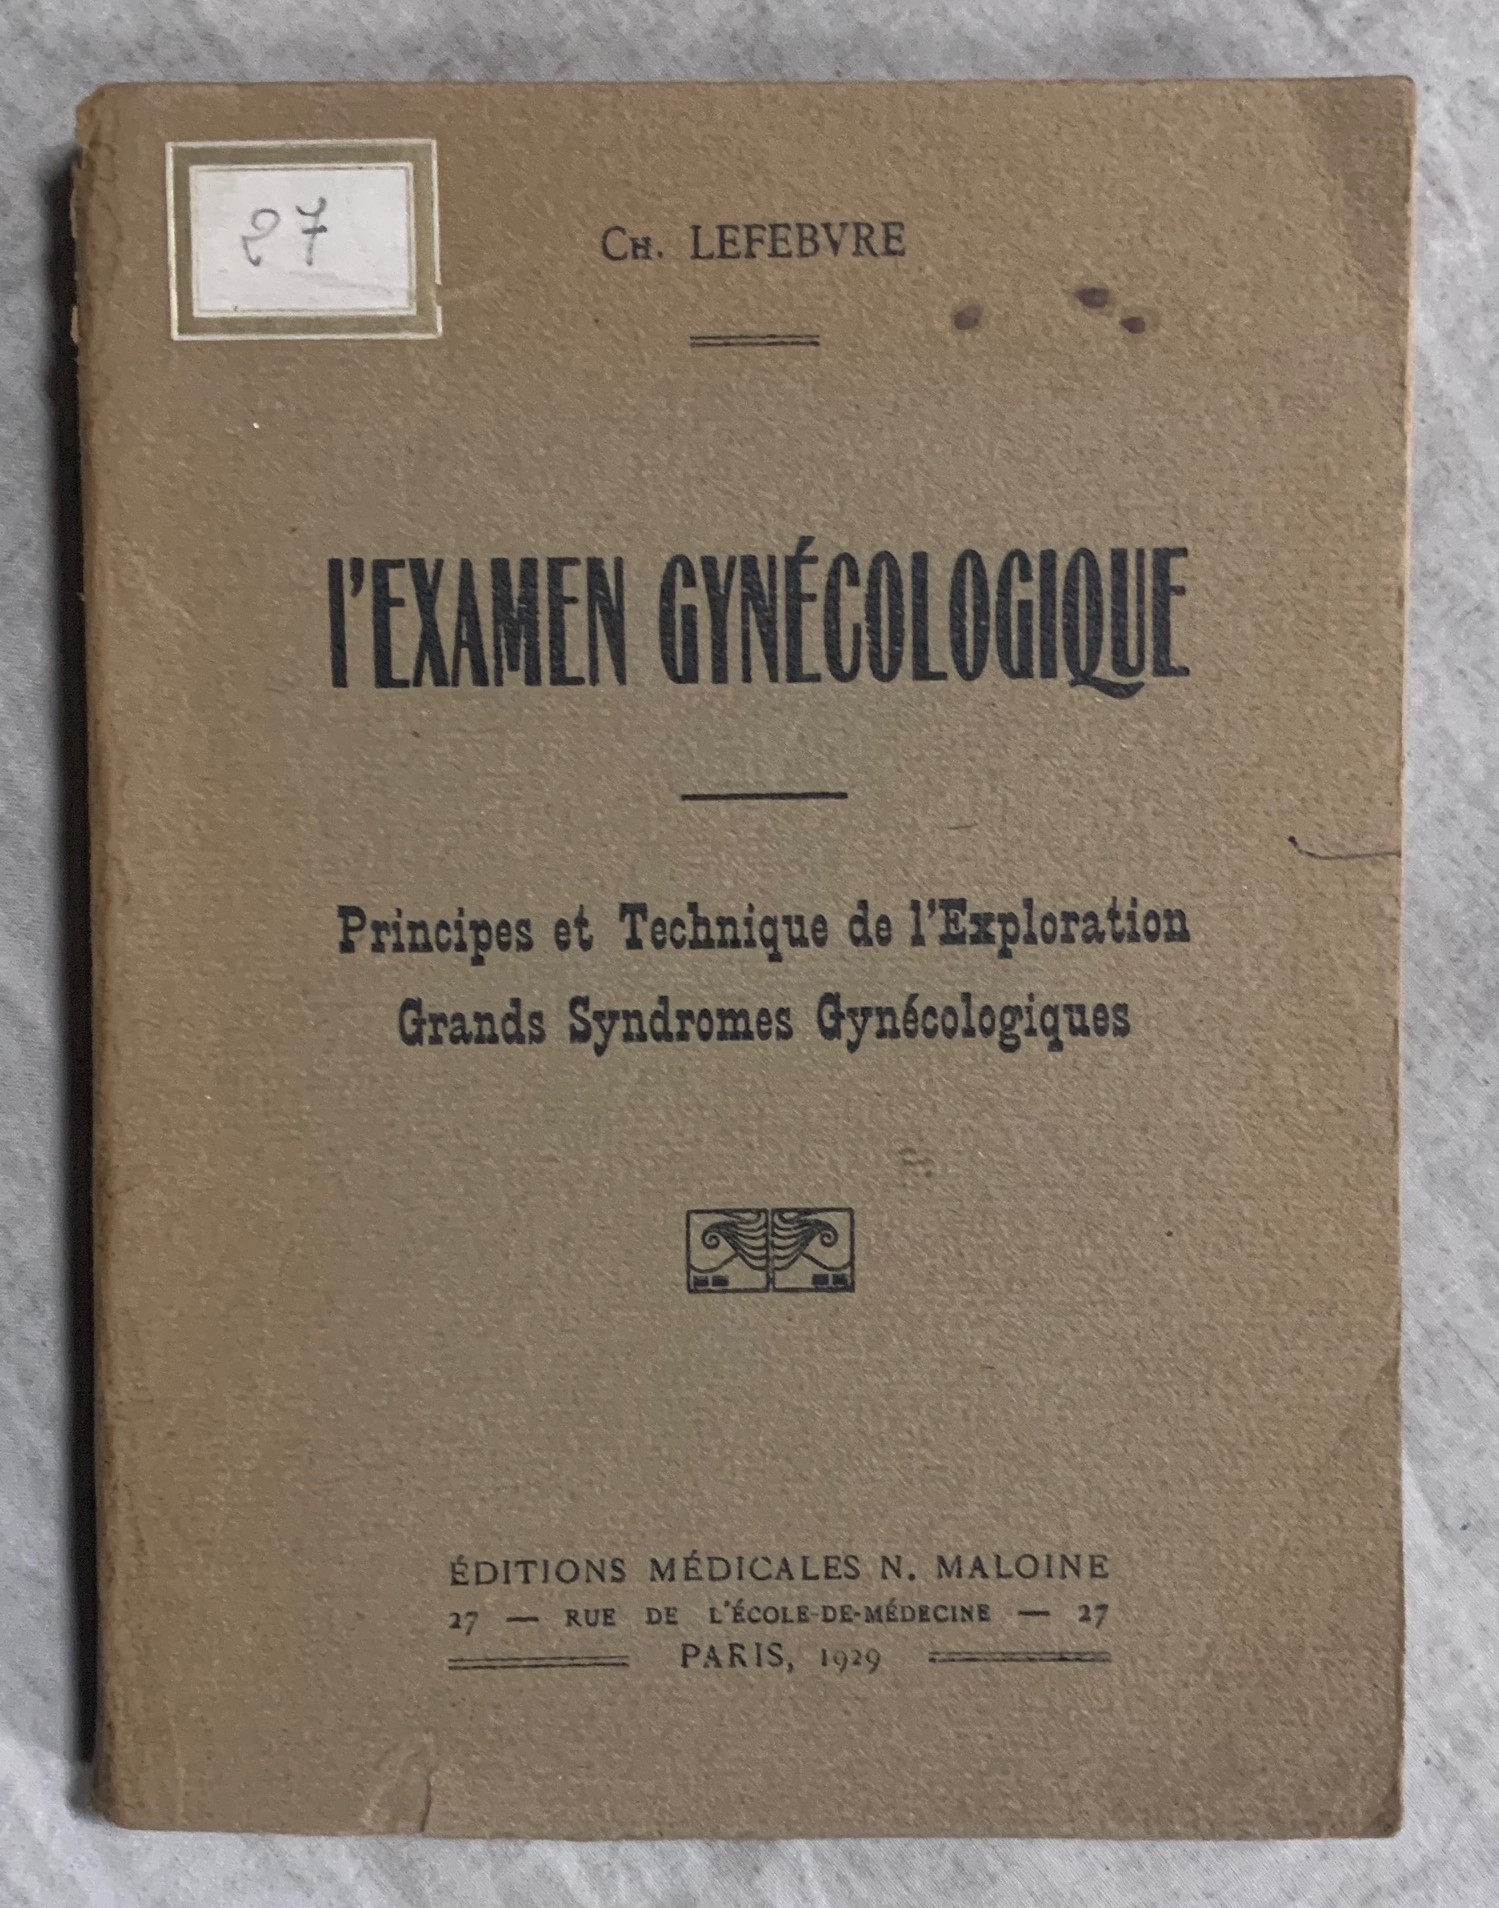 27
CH. LEFEBVRE
l'EXAMEN GYNÉCOLOGIQUE
Principes et Technique de l'Exploration
Grands Syndromes Gynécologiques
ÉDITIONS MÉDICALES N. MALOINE
27 — RUE DE L'ÉCOLE-DE-MÉDECINE — 27
PARIS, 1929